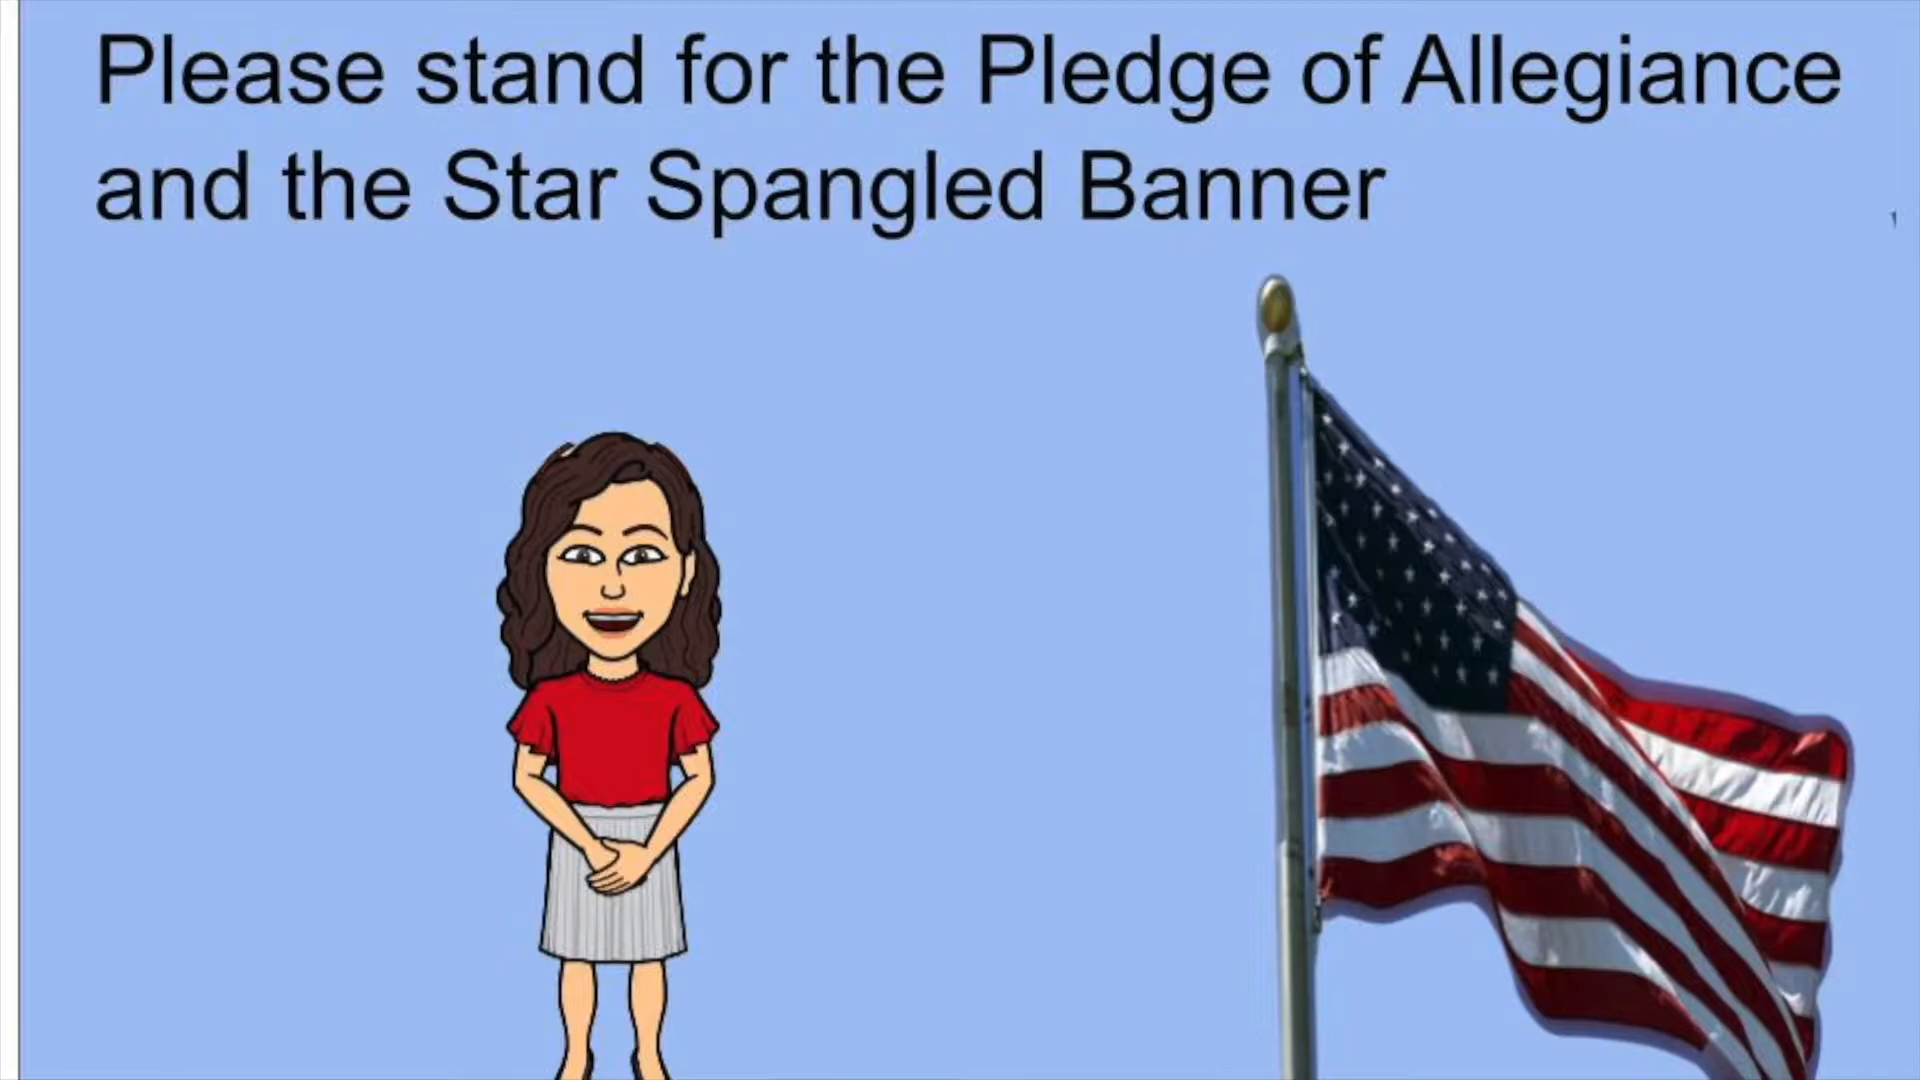 Please stand for the Pledge of Allegiance
and the Star Spangled Banner